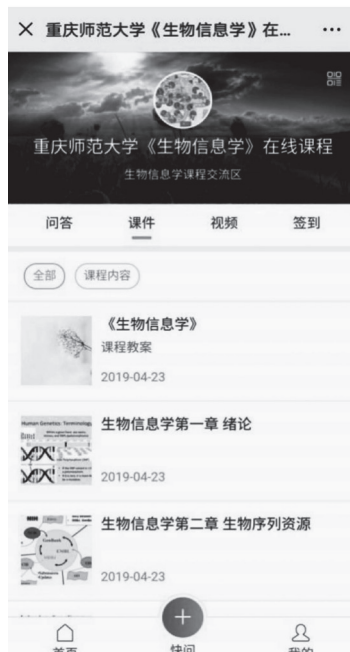 重庆师范大学《生物信息学》在...
重庆师范大学《生物信息学》在线课程
生物信息学课程交流区
问答 课件 视频 签到
全部 课程内容
《生物信息学》
课程教案
2019-04-23
Human Genetics Terminology
生物信息学第一章 绪论
2019-04-23
生物信息学第二章 生物序列资源
2019-04-23
首页 快问 我的